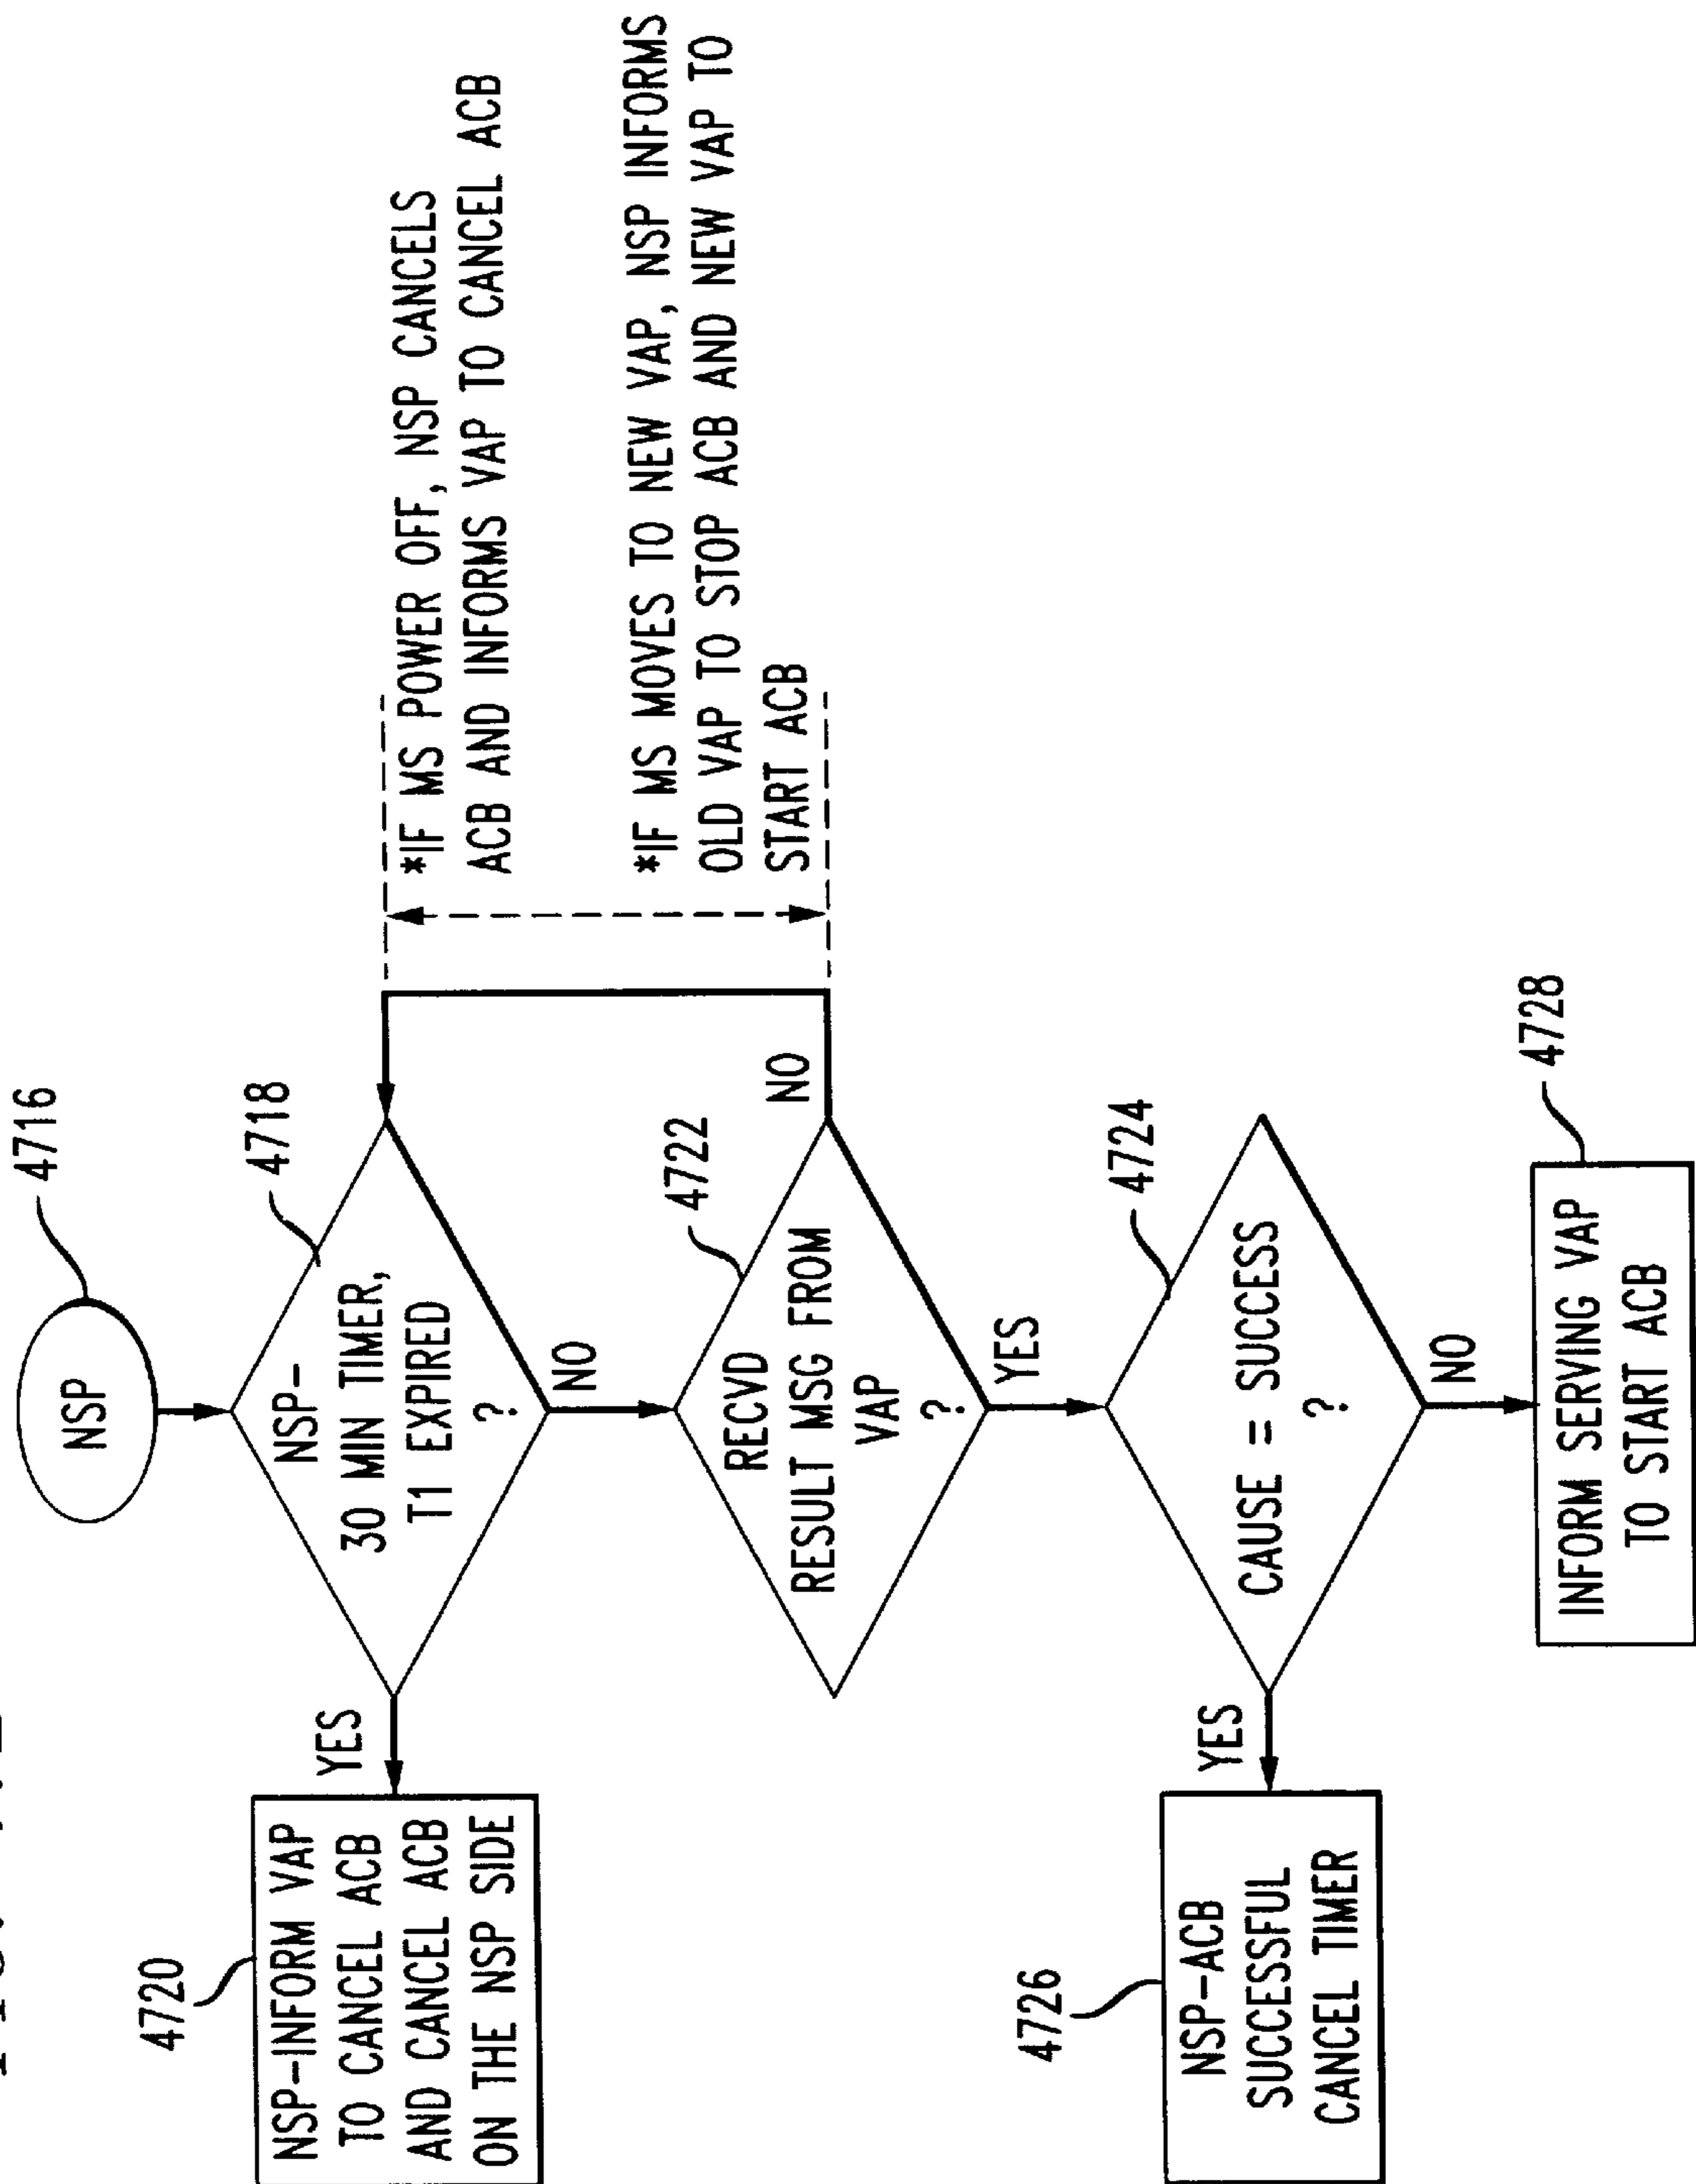 4716
NSP
4718
NSP-
30 MIN TIMER,
T1 EXPIRED
?
YES
4720
NSP-INFORM VAP
TO CANCEL ACB
AND CANCEL ACB
ON THE NSP SIDE
NO
*IF MS POWER OFF, NSP CANCELS
ACB AND INFORMS VAP TO CANCEL ACB
*IF MS MOVES TO NEW VAP, NSP INFORMS
OLD VAP TO STOP ACB AND NEW VAP TO
START ACB
4722
RECVD
RESULT MSG FROM
VAP
?
NO
YES
4724
CAUSE = SUCCESS
?
YES
4726
NSP-ACB
SUCCESSFUL
CANCEL TIMER
NO
4728
INFORM SERVING VAP
TO START ACB